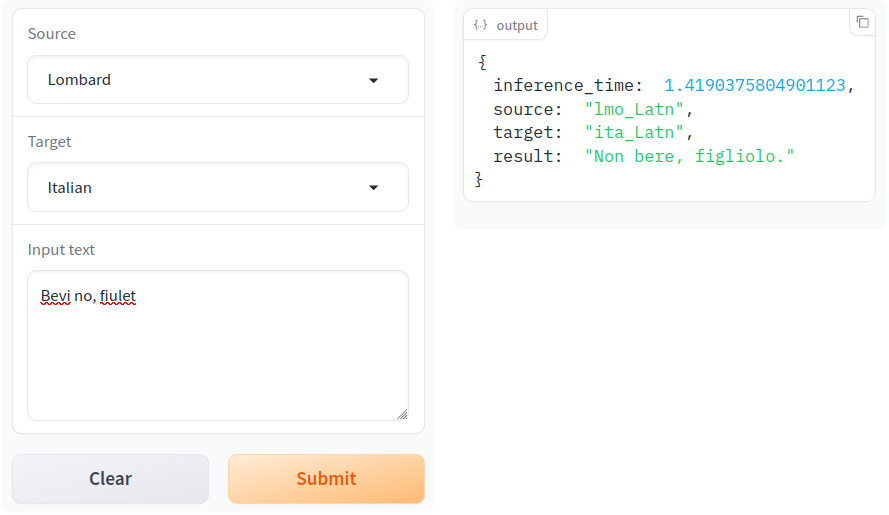 Source
Lombard
Target
Italian
Input text
Bevi no, fiulet
Clear
Submit
{..} output
{
inference_time: 1.4190375804901123,
source: "lmo_Latn",
target: "ita_Latn",
result: "Non bere, figliolo."
}